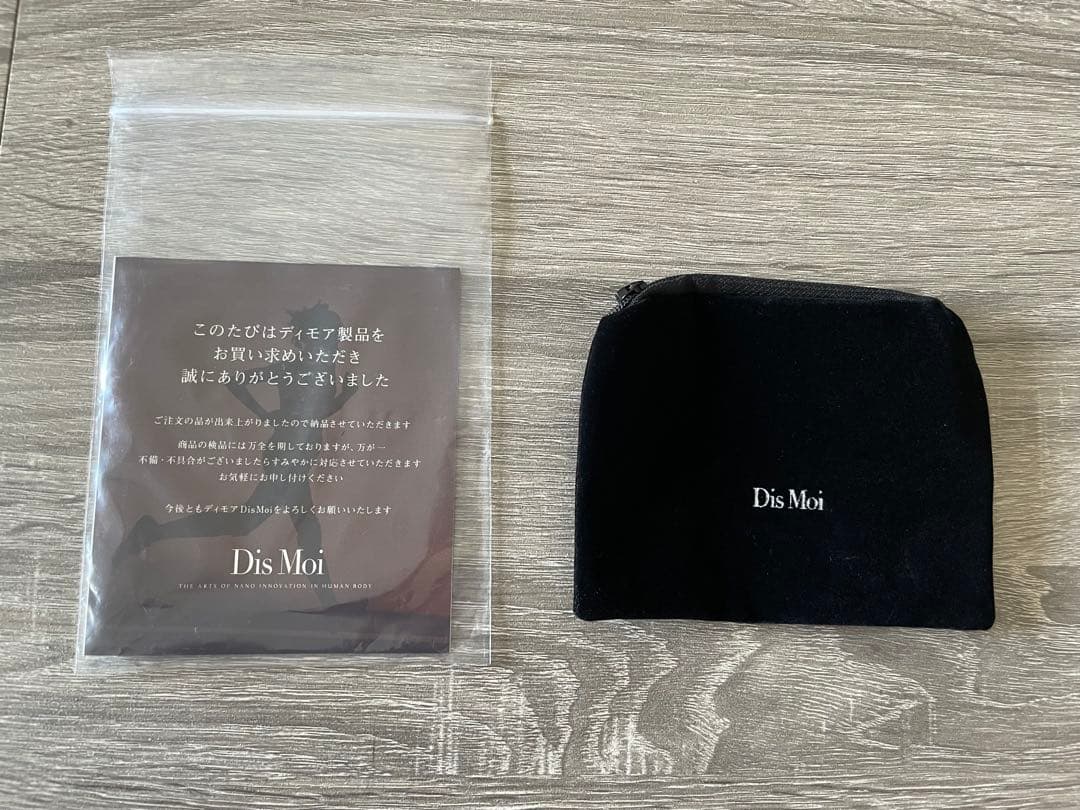 このたびはディモア製品を
お買い求めいただき
誠にありがとうございました
ご注文の品が出来上がりましたので納品させていただきます
商品の検品には万全を期しておりますが、万が一
不備・不具合がございましたらすみやかに対応させていただきます
お気軽にお申し付けください
今後ともディモアDisMoiをよろしくお願いいたします
Dis Moi
THE ARTS OF NANO INNOVATION IN HUMAN BODY
Dis Moi